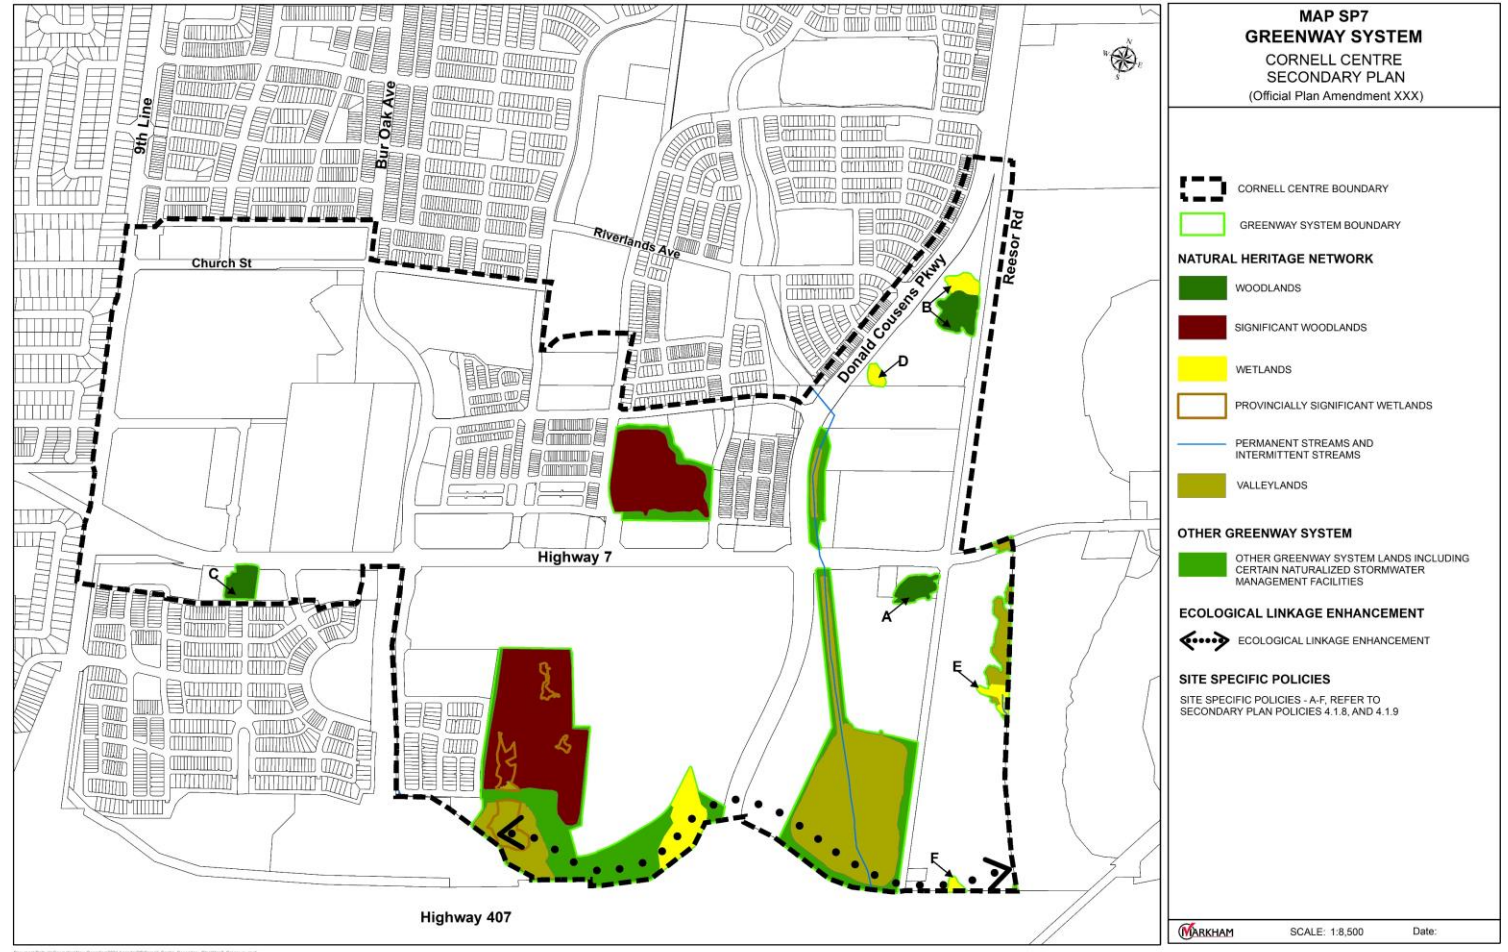 MAP SP7
GREENWAY SYSTEM
CORNELL CENTRE
SECONDARY PLAN
(Official Plan Amendment XXX)
CORNELL CENTRE BOUNDARY
GREENWAY SYSTEM BOUNDARY
NATURAL HERITAGE NETWORK
WOODLANDS
SIGNIFICANT WOODLANDS
WETLANDS
PROVINCIALLY SIGNIFICANT WETLANDS
PERMANENT STREAMS AND
INTERMITTENT STREAMS
VALLEYLANDS
OTHER GREENWAY SYSTEM
OTHER GREENWAY SYSTEM LANDS INCLUDING
CERTAIN NATURALIZED STORMWATER
MANAGEMENT FACILITIES
ECOLOGICAL LINKAGE ENHANCEMENT
ECOLOGICAL LINKAGE ENHANCEMENT
SITE SPECIFIC POLICIES
SITE SPECIFIC POLICIES - A-F, REFER TO
SECONDARY PLAN POLICIES 4.1.8, AND 4.1.9
MARKHAM
SCALE: 1:8,500
Date:
N
W
E
S
9th Line
Bur Oak Ave
Church St
Riverlands Ave
Donald Cousens Pkwy
Reesor Rd
B
D
Highway 7
C
A
E
F
Highway 407